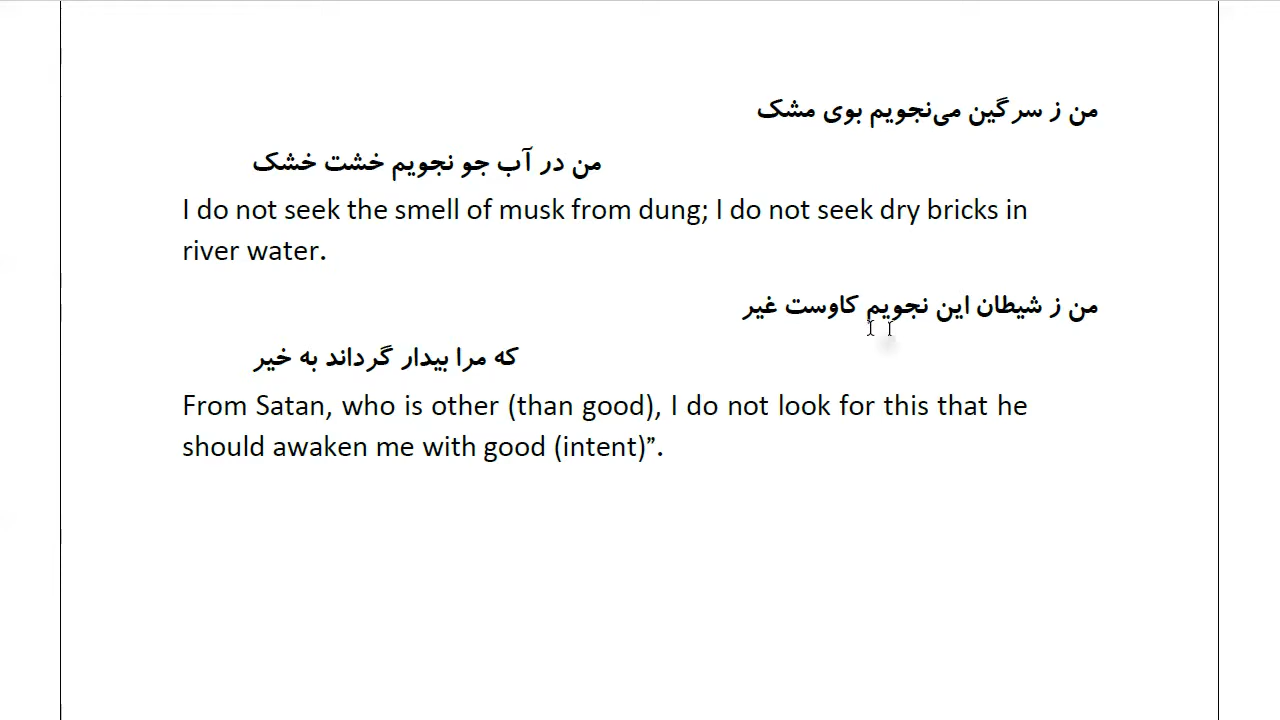 من ز سرگین می‌نجویم بوی مشک
من در آب جو نجویم خشت خشک
I do not seek the smell of musk from dung; I do not seek dry bricks in
river water.
من ز شیطان این نجویم کاوست غیر
که مرا بیدار گرداند به خیر
From Satan, who is other (than good), I do not look for this that he
should awaken me with good (intent)”.